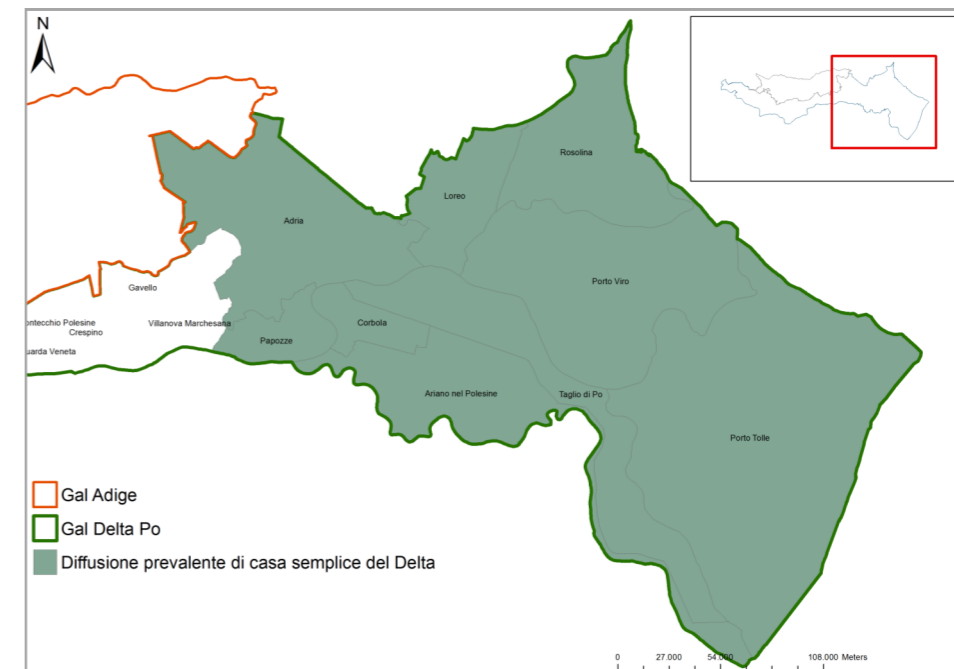 N
Rosolina
Loreo
Adria
Porto Viro
Gavello
ontecchio Polesine
Villanova Marchesana
Crespino
Corbola
Papozze
uarda Veneta
Ariano nel Polesine
Taglio di Po
Porto Tolle
Gal Adige
Gal Delta Po
Diffusione prevalente di casa semplice del Delta
0 27.000 54.000 108.000 Meters